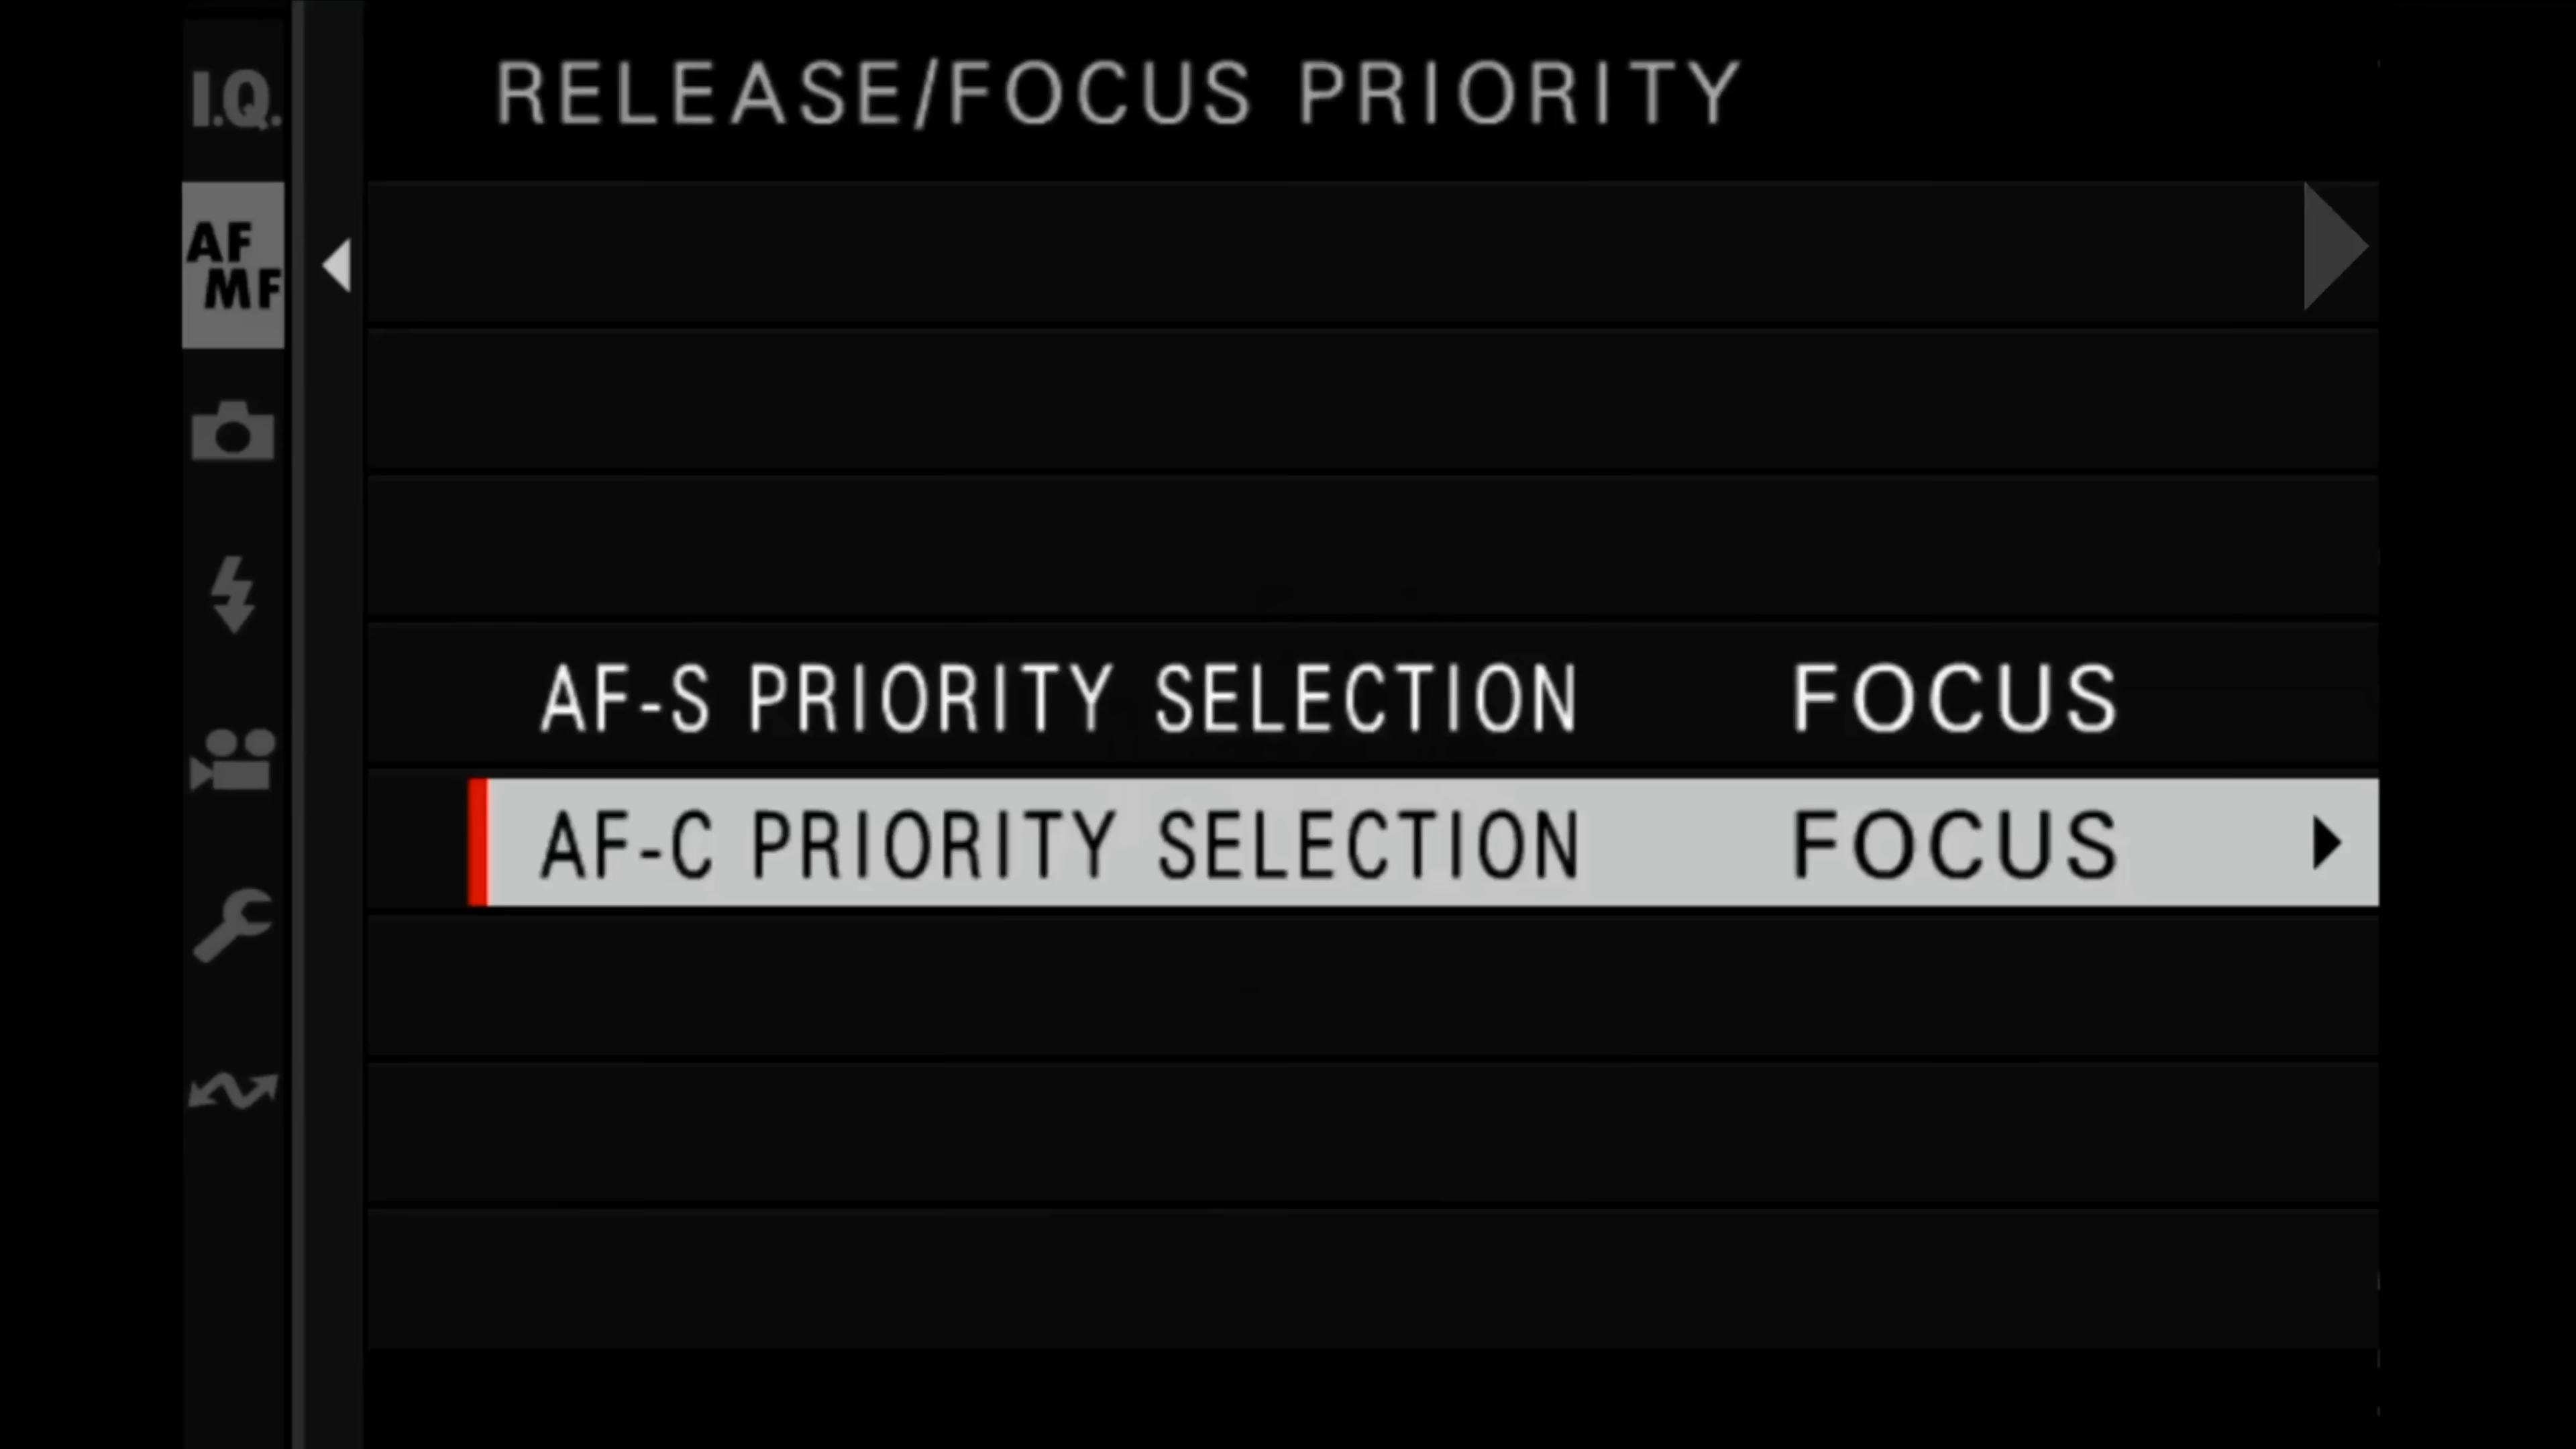 RELEASE/FOCUS PRIORITY
I.Q.
AF
MF
AF-S PRIORITY SELECTION FOCUS
AF-C PRIORITY SELECTION FOCUS